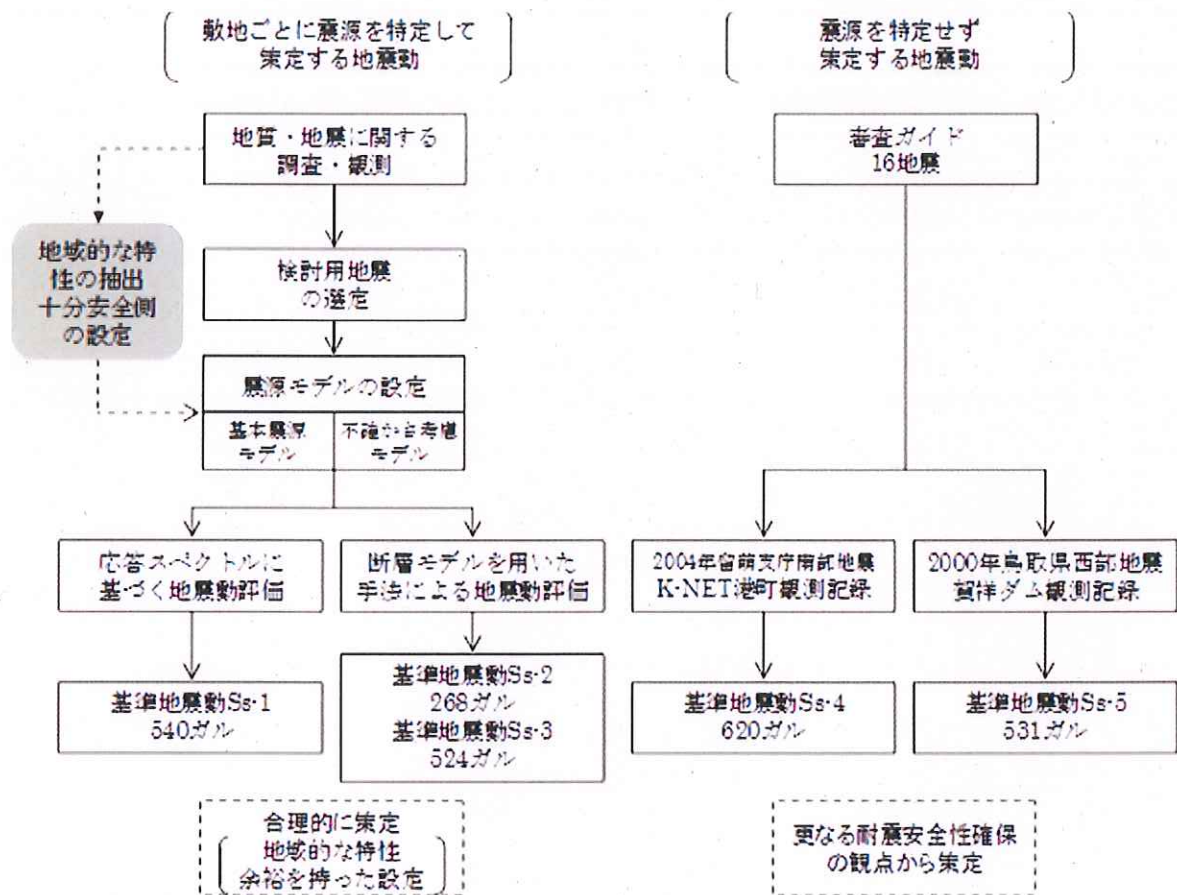 敷地ごとに震源を特定して
策定する地震動
震源を特定せず
策定する地震動
地質・地震に関する
調査・観測
審査ガイド
16地震
地域的な特
性の抽出
十分安全側
の設定
検討用地震
の選定
震源モデルの設定
基本震源
モデル
不確かさ考慮
モデル
応答スペクトルに
基づく地震動評価
断層モデルを用いた
手法による地震動評価
2004年留萌支庁南部地震
K-NET港町観測記録
2000年鳥取県西部地震
賀祥ダム観測記録
基準地震動Ss-1
540ガル
基準地震動Ss-2
268ガル
基準地震動Ss-3
524ガル
基準地震動Ss-4
620ガル
基準地震動Ss-5
531ガル
合理的に策定
地域的な特性
余裕を持った設定
更なる耐震安全性確保
の観点から策定